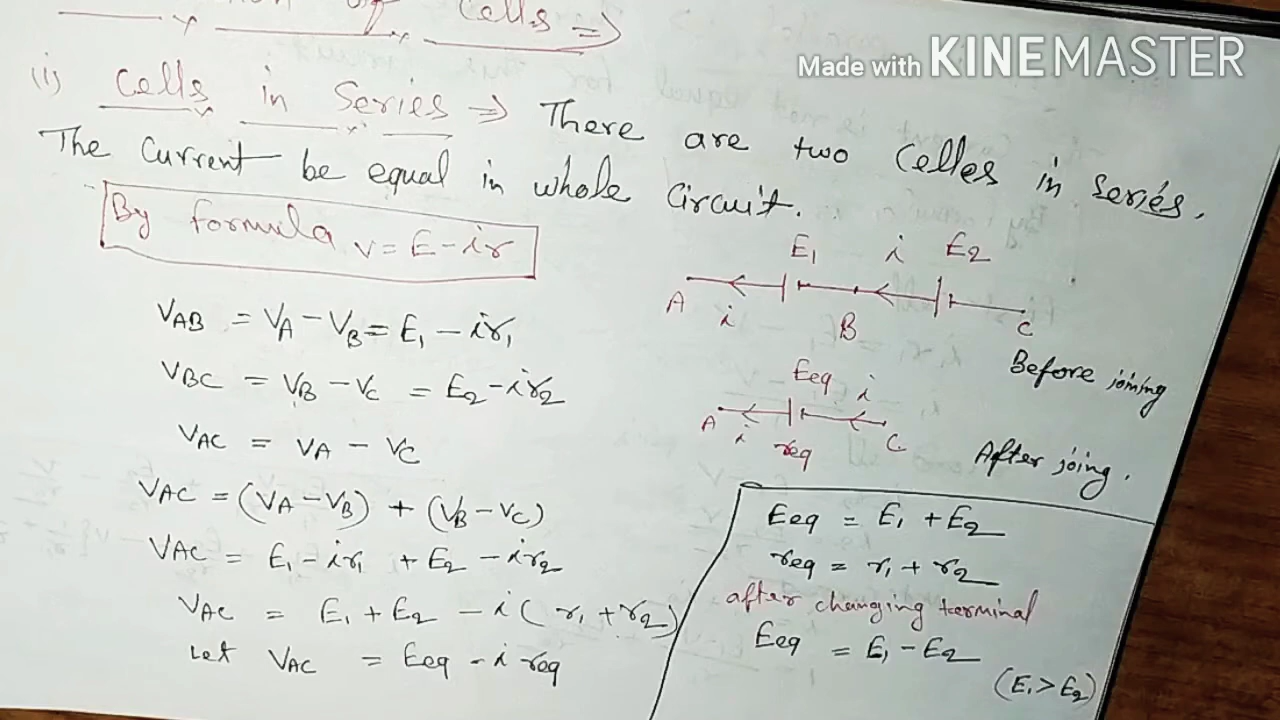 of Cells ⇒
Made with KINEMASTER
(i) Cells in Series ⇒ There are two Celles in Series.
The Current be equal in whole Circuit.
By formula V = E - ir
VAB = VA - VB = E1 - ir1
VBC = VB - VC = E2 - ir2
VAC = VA - VC
VAC = (VA - VB) + (VB - VC)
VAC = E1 - ir1 + E2 - ir2
VAC = E1 + E2 - i(r1 + r2)
Let VAC = Eeq - i req
E1 i E2
A i B C
Before joining
Eeq i
A i req C
After joing.
Eeq = E1 + E2
req = r1 + r2
after changing terminal
Eeq = E1 - E2
(E1 > E2)